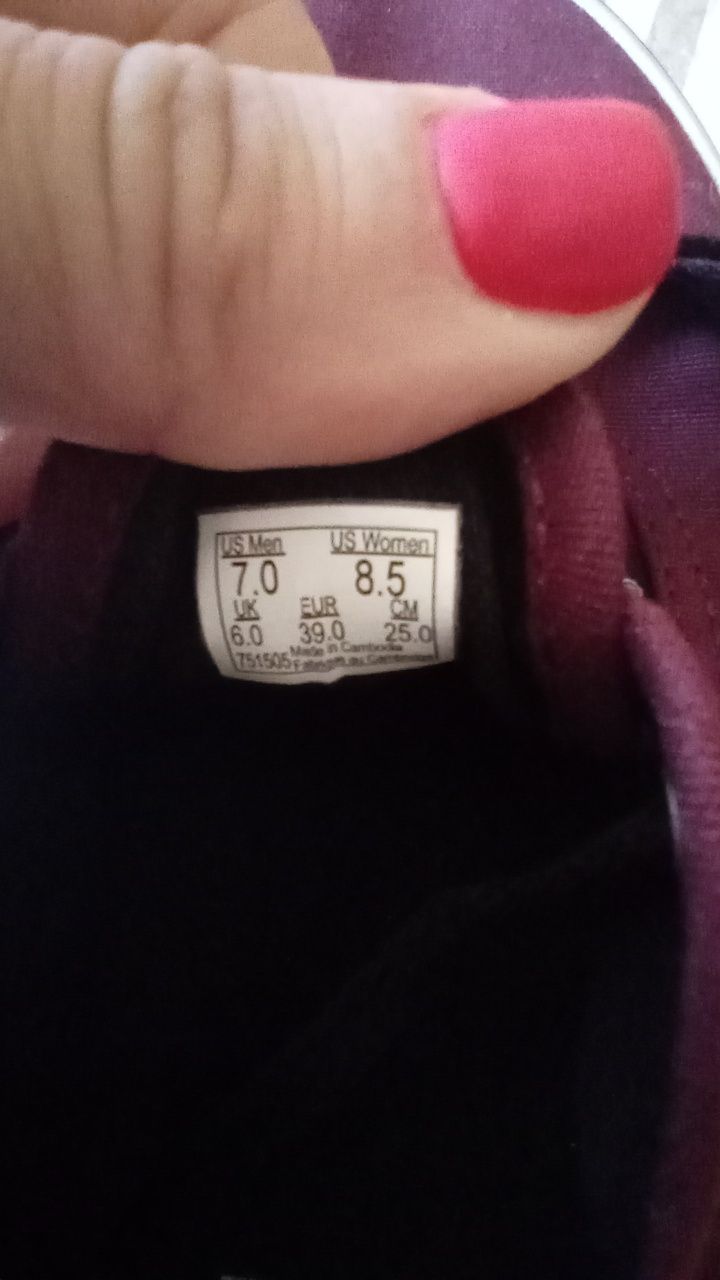 US Men US Women
7.0 8.5
UK EUR CM
6.0 39.0 25.0
751505 Made in Cambodia
au